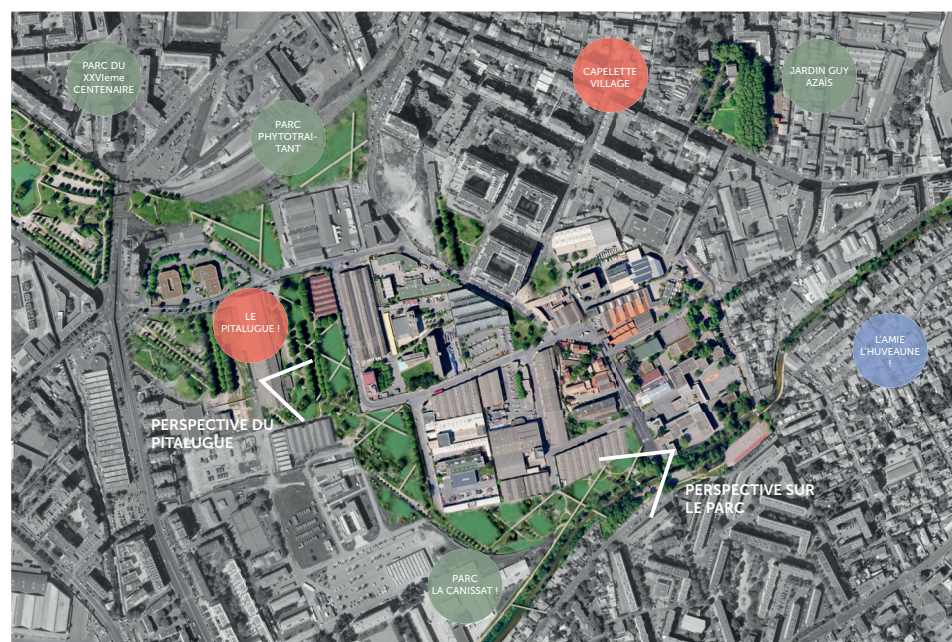 PARC DU
XXVIeme
CENTENAIRE
PARC
PHYTOTRAI-
TANT
CAPELETTE
VILLAGE
JARDIN GUY
AZAÏS
LE
PITALUGUE !
L'AMIE
L'HUVEAUNE
!
PERSPECTIVE DU
PITALUGUE
PERSPECTIVE SUR
LE PARC
PARC
LA CANISSAT !